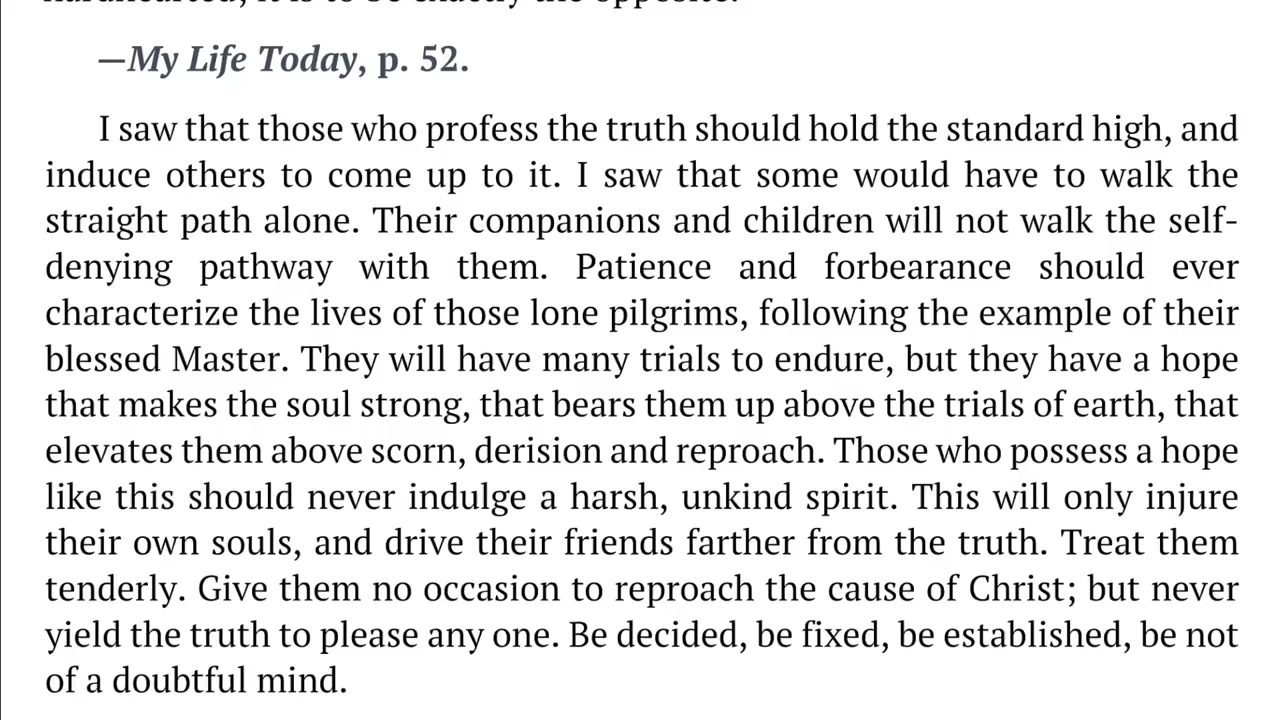 hardhearted, it is to be exactly the opposite.
—My Life Today, p. 52.
I saw that those who profess the truth should hold the standard high, and
induce others to come up to it. I saw that some would have to walk the
straight path alone. Their companions and children will not walk the self-
denying pathway with them. Patience and forbearance should ever
characterize the lives of those lone pilgrims, following the example of their
blessed Master. They will have many trials to endure, but they have a hope
that makes the soul strong, that bears them up above the trials of earth, that
elevates them above scorn, derision and reproach. Those who possess a hope
like this should never indulge a harsh, unkind spirit. This will only injure
their own souls, and drive their friends farther from the truth. Treat them
tenderly. Give them no occasion to reproach the cause of Christ; but never
yield the truth to please any one. Be decided, be fixed, be established, be not
of a doubtful mind.